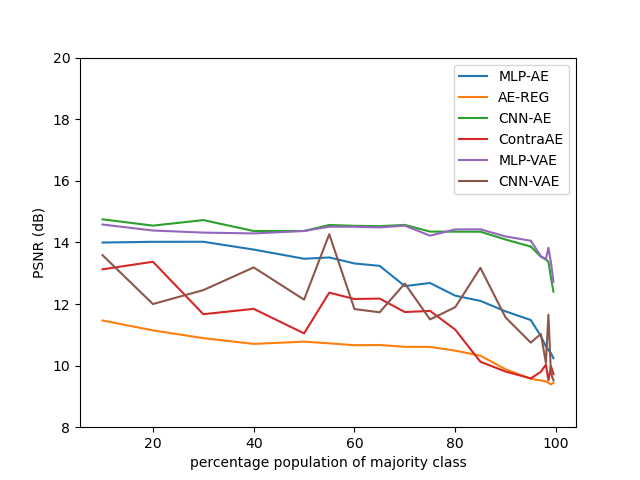 20
18
16
14
12
10
8
PSNR (dB)
20
40
60
80
100
percentage population of majority class
MLP-AE
AE-REG
CNN-AE
ContraAE
MLP-VAE
CNN-VAE